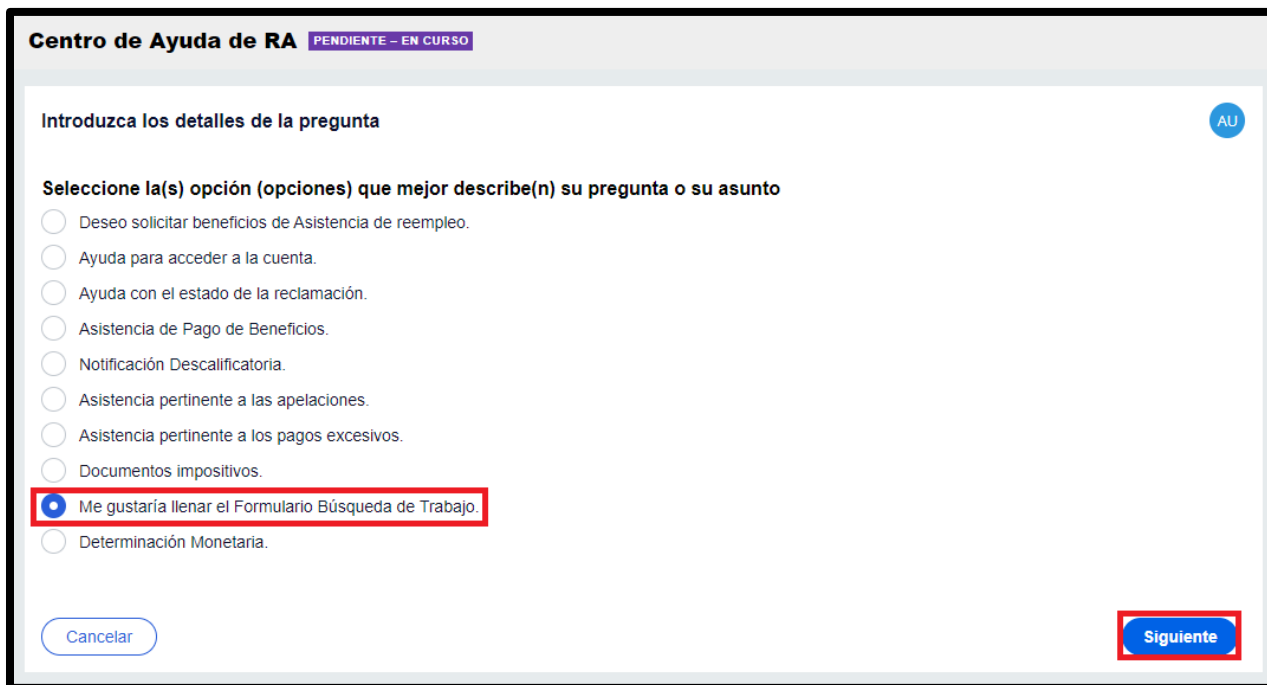 Centro de Ayuda de RA PENDIENTE – EN CURSO
Introduzca los detalles de la pregunta
AU
Seleccione la(s) opción (opciones) que mejor describe(n) su pregunta o su asunto
Deseo solicitar beneficios de Asistencia de reempleo.
Ayuda para acceder a la cuenta.
Ayuda con el estado de la reclamación.
Asistencia de Pago de Beneficios.
Notificación Descalificatoria.
Asistencia pertinente a las apelaciones.
Asistencia pertinente a los pagos excesivos.
Documentos impositivos.
Me gustaría llenar el Formulario Búsqueda de Trabajo.
Determinación Monetaria.
Cancelar
Siguiente